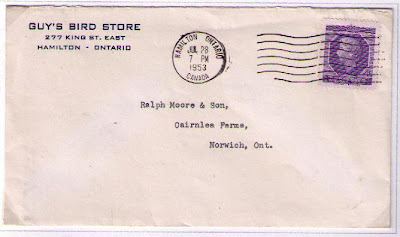 GUY'S BIRD STORE
277 KING ST. EAST
HAMILTON - ONTARIO
HAMILTON ONTARIO
JUL 28
7 PM
1953
CANADA
Ralph Moore & Son,
Cairnlea Farms,
Norwich, Ont.